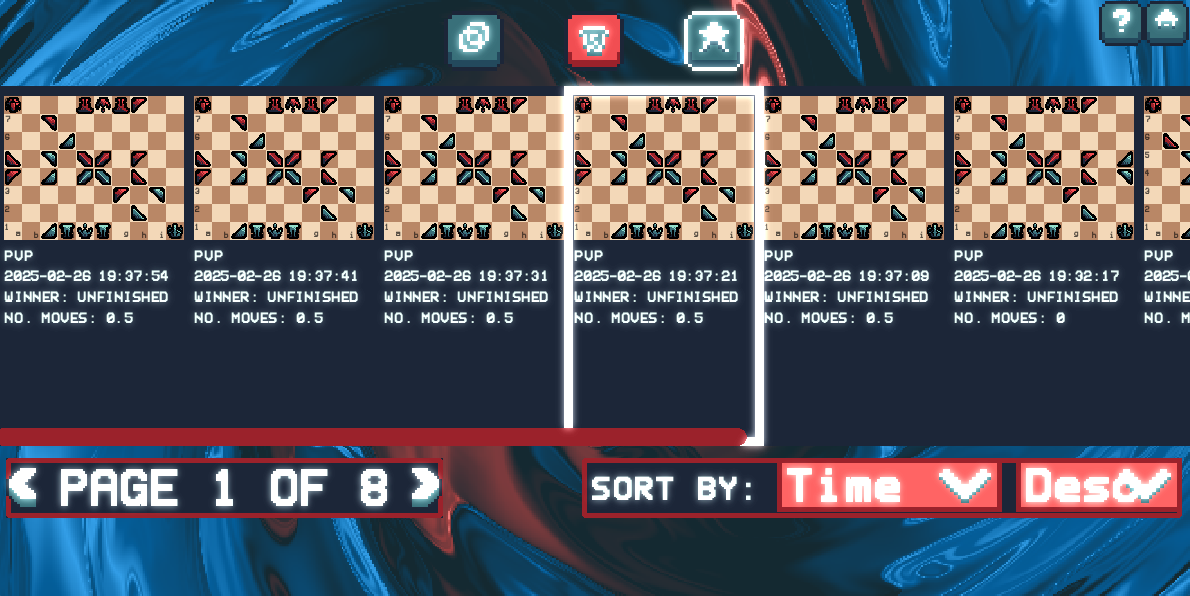 ?
PVP
2025-02-26 19:37:54
WINNER: UNFINISHED
NO. MOVES: 0.5
PVP
2025-02-26 19:37:41
WINNER: UNFINISHED
NO. MOVES: 0.5
PVP
2025-02-26 19:37:31
WINNER: UNFINISHED
NO. MOVES: 0.5
PVP
2025-02-26 19:37:21
WINNER: UNFINISHED
NO. MOVES: 0.5
PVP
2025-02-26 19:37:09
WINNER: UNFINISHED
NO. MOVES: 0.5
PVP
2025-02-26 19:32:17
WINNER: UNFINISHED
NO. MOVES: 0
PVP
2025-0
WINNE
NO. M
PAGE 1 OF 8
SORT BY: Time Desc